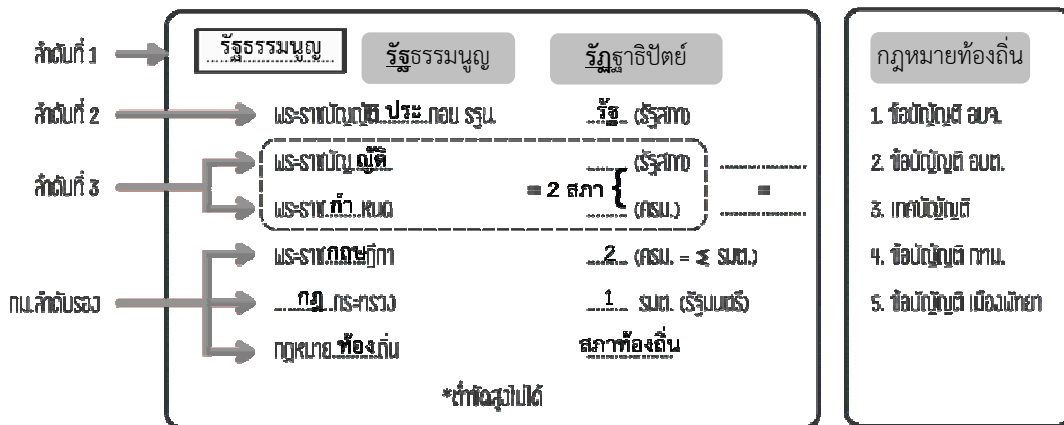 ลำดับที่ 1
รัฐธรรมนูญ
รัฐธรรมนูญ
รัฏฐาธิปัตย์
ลำดับที่ 2
พระราชบัญญัติ ประ กอบ รธน.
รัฐ (รัฐสภา)
ลำดับที่ 3
พระราชบัญ ญัติ
(รัฐสภา)
= 2 สภา {
=
พระราช กำ หนด
(ครม.)
กม.ลำดับรอง
พระราชกฤษฎีกา
2 (ครม. = รมต.)
กฎ กระทรวง
1 รมต. (รัฐมนตรี)
กฎหมาย ท้อง ถิ่น
สภาท้องถิ่น
*ต่ำขัดสูงไม่ได้
กฎหมายท้องถิ่น
1. ข้อบัญญัติ อบจ.
2. ข้อบัญญัติ อบต.
3. เทศบัญญัติ
4. ข้อบัญญัติ กทม.
5. ข้อบัญญัติ เมืองพัทยา